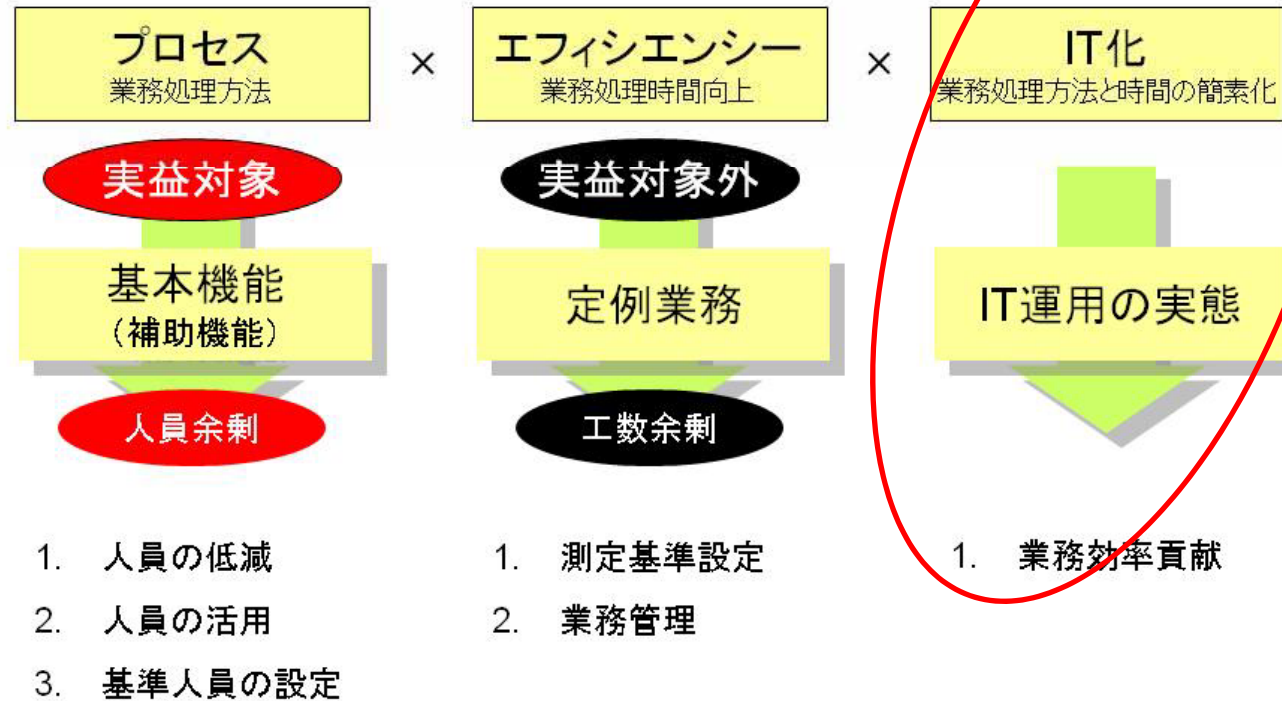 プロセス
業務処理方法
×
エフィシエンシー
業務処理時間向上
×
IT化
業務処理方法と時間の簡素化
実益対象
実益対象外
基本機能
（補助機能）
定例業務
IT運用の実態
人員余剰
工数余剰
1. 人員の低減
2. 人員の活用
3. 基準人員の設定
1. 測定基準設定
2. 業務管理
1. 業務効率貢献